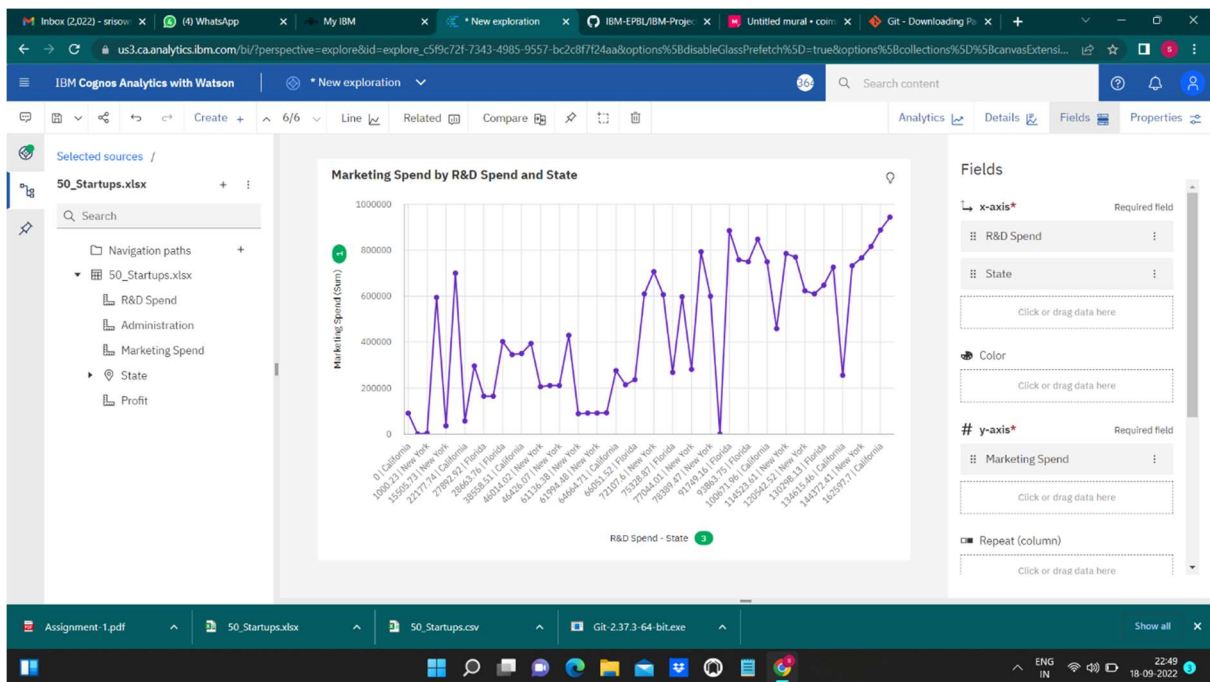 Inbox (2,022) - srisow
(4) WhatsApp
My IBM
* New exploration
IBM-EPBL/IBM-Projec
Untitled mural • coim
Git - Downloading Pa
us3.ca.analytics.ibm.com/bi/?perspective=explore&id=explore_c5f9c72f-7343-4985-9557-bc2c8f7f24aa&options%5BdisableGlassPrefetch%5D=true&options%5Bcollections%5D%5BcanvasExtensi...
s
IBM Cognos Analytics with Watson
* New exploration
364
Search content
Create +
6/6
Line
Related
Compare
Analytics
Details
Fields
Properties
Selected sources /
50_Startups.xlsx
Search
Navigation paths
50_Startups.xlsx
R&D Spend
Administration
Marketing Spend
State
Profit
Marketing Spend by R&D Spend and State
1000000
800000
600000
400000
200000
0
Marketing Spend (Sum)
1
0 | California
1000.23 | New York
15505.73 | New York
22177.74 | California
27892.92 | Florida
28663.76 | Florida
38558.51 | California
46014.02 | New York
46426.07 | New York
61136.38 | New York
61994.48 | New York
64664.71 | California
66051.52 | Florida
72107.6 | New York
75328.87 | Florida
77044.01 | New York
78389.47 | New York
91749.16 | Florida
93863.75 | Florida
100671.96 | California
114523.61 | New York
120542.52 | New York
130298.13 | Florida
134615.46 | California
144372.41 | New York
162597.7 | California
R&D Spend - State
3
Fields
x-axis*
Required field
R&D Spend
State
Click or drag data here
Color
Click or drag data here
# y-axis*
Required field
Marketing Spend
Click or drag data here
Repeat (column)
Click or drag data here
Assignment-1.pdf
50_Startups.xlsx
50_Startups.csv
Git-2.37.3-64-bit.exe
Show all
ENG
IN
22:49
18-09-2022
3